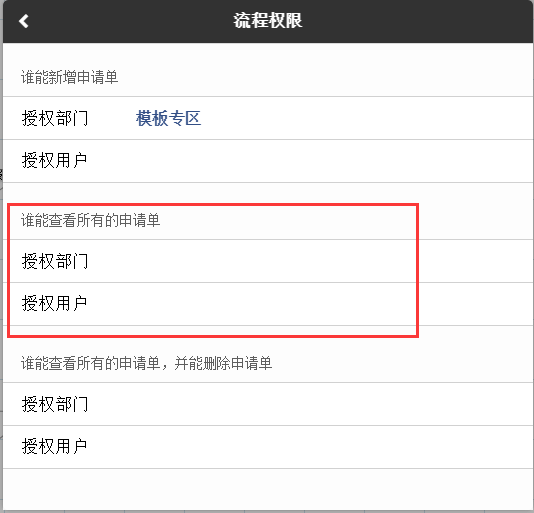 流程权限
谁能新增申请单
授权部门 模板专区
授权用户
谁能查看所有的申请单
授权部门
授权用户
谁能查看所有的申请单，并能删除申请单
授权部门
授权用户